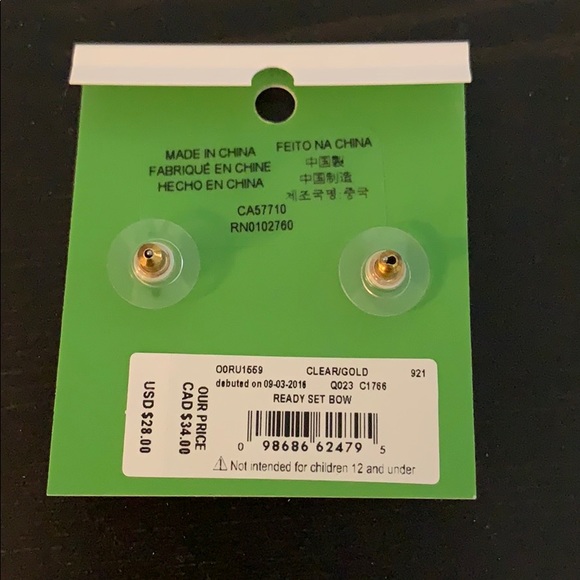 MADE IN CHINA
FABRIQUÉ EN CHINE
HECHO EN CHINA
FEITO NA CHINA
中国製
中国制造
제조국명:중국
CA57710
RN0102760
O0RU1559 CLEAR/GOLD 921
debuted on 09-03-2016 Q023 C1766
READY SET BOW
0 98686 62479 5
⚠ Not intended for children 12 and under
OUR PRICE
CAD $34.00
USD $28.00